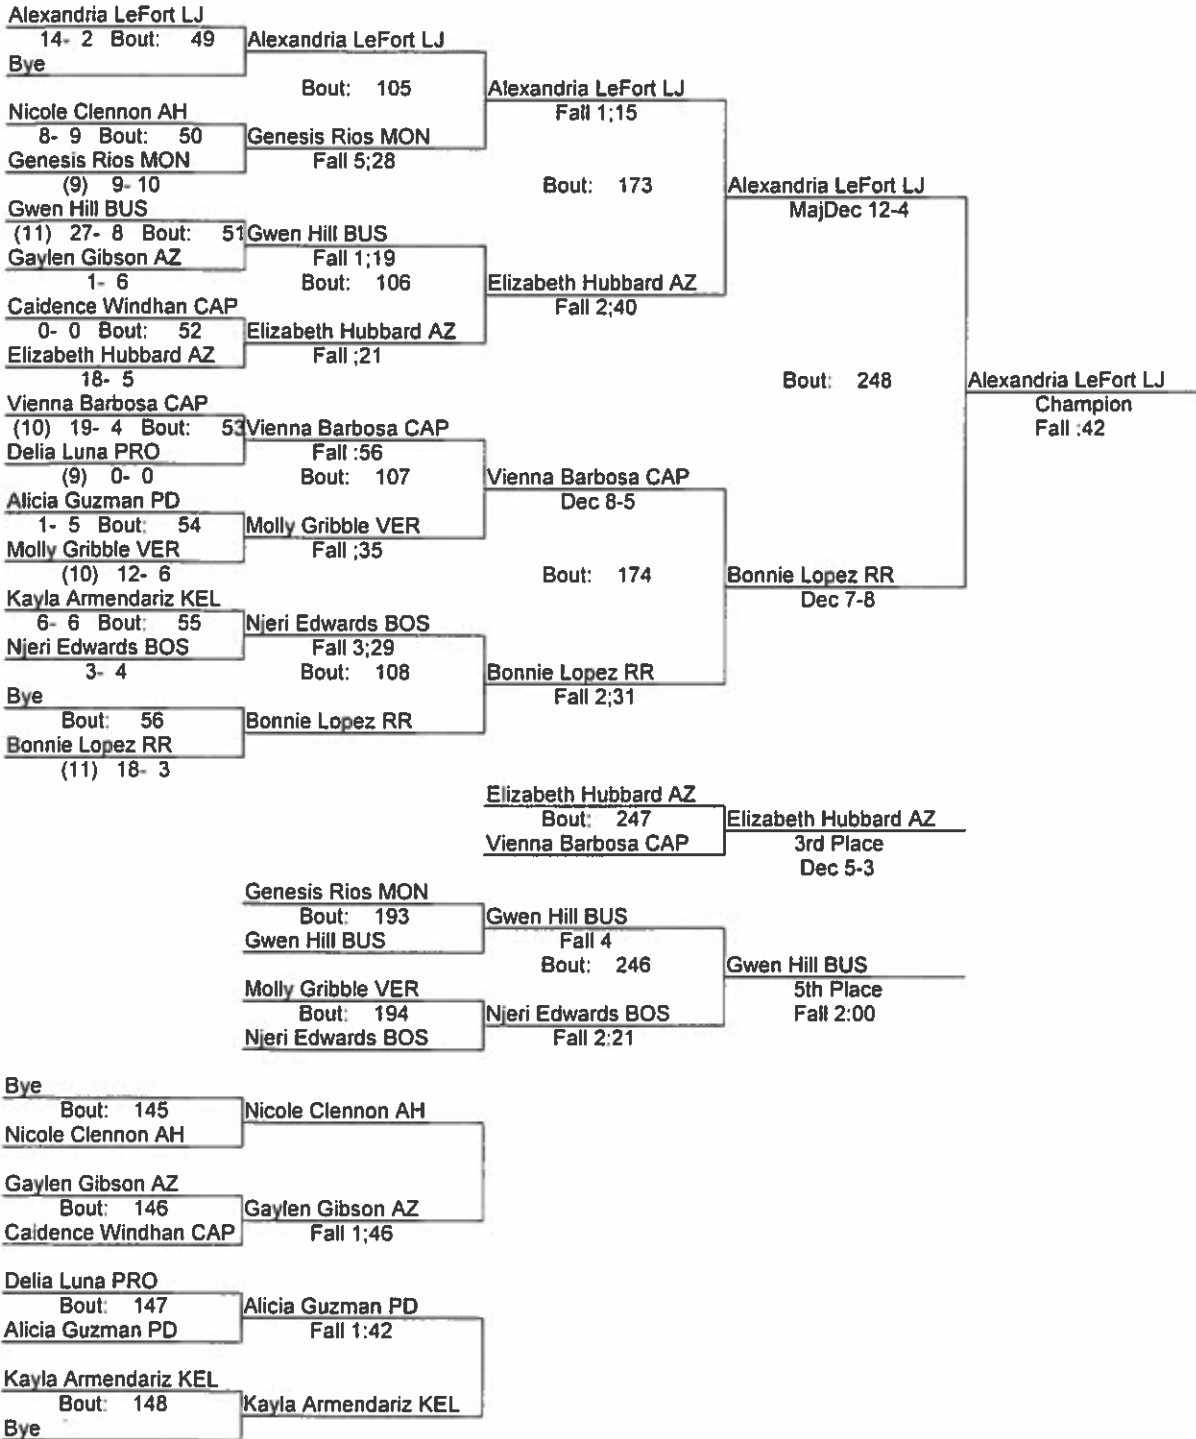 Alexandria LeFort LJ
14- 2 Bout: 49
Bye
Alexandria LeFort LJ
Bout: 105
Nicole Clennon AH
8- 9 Bout: 50
Genesis Rios MON
(9) 9- 10
Genesis Rios MON
Fall 5;28
Alexandria LeFort LJ
Fall 1;15
Bout: 173
Gwen Hill BUS
(11) 27- 8 Bout: 51
Gaylen Gibson AZ
1- 6
Gwen Hill BUS
Fall 1;19
Bout: 106
Caidence Windhan CAP
0- 0 Bout: 52
Elizabeth Hubbard AZ
18- 5
Elizabeth Hubbard AZ
Fall ;21
Elizabeth Hubbard AZ
Fall 2;40
Alexandria LeFort LJ
MajDec 12-4
Bout: 248
Vienna Barbosa CAP
(10) 19- 4 Bout: 53
Delia Luna PRO
(9) 0- 0
Vienna Barbosa CAP
Fall :56
Bout: 107
Alicia Guzman PD
1- 5 Bout: 54
Molly Gribble VER
(10) 12- 6
Molly Gribble VER
Fall ;35
Vienna Barbosa CAP
Dec 8-5
Bout: 174
Kayla Armendariz KEL
6- 6 Bout: 55
Njeri Edwards BOS
3- 4
Njeri Edwards BOS
Fall 3;29
Bout: 108
Bye
Bout: 56
Bonnie Lopez RR
(11) 18- 3
Bonnie Lopez RR
Bonnie Lopez RR
Fall 2;31
Bonnie Lopez RR
Dec 7-8
Alexandria LeFort LJ
Champion
Fall :42
Elizabeth Hubbard AZ
Bout: 247
Vienna Barbosa CAP
Elizabeth Hubbard AZ
3rd Place
Dec 5-3
Genesis Rios MON
Bout: 193
Gwen Hill BUS
Gwen Hill BUS
Fall 4
Bout: 246
Molly Gribble VER
Bout: 194
Njeri Edwards BOS
Njeri Edwards BOS
Fall 2:21
Gwen Hill BUS
5th Place
Fall 2:00
Bye
Bout: 145
Nicole Clennon AH
Nicole Clennon AH
Gaylen Gibson AZ
Bout: 146
Caidence Windhan CAP
Gaylen Gibson AZ
Fall 1;46
Delia Luna PRO
Bout: 147
Alicia Guzman PD
Alicia Guzman PD
Fall 1:42
Kayla Armendariz KEL
Bout: 148
Bye
Kayla Armendariz KEL